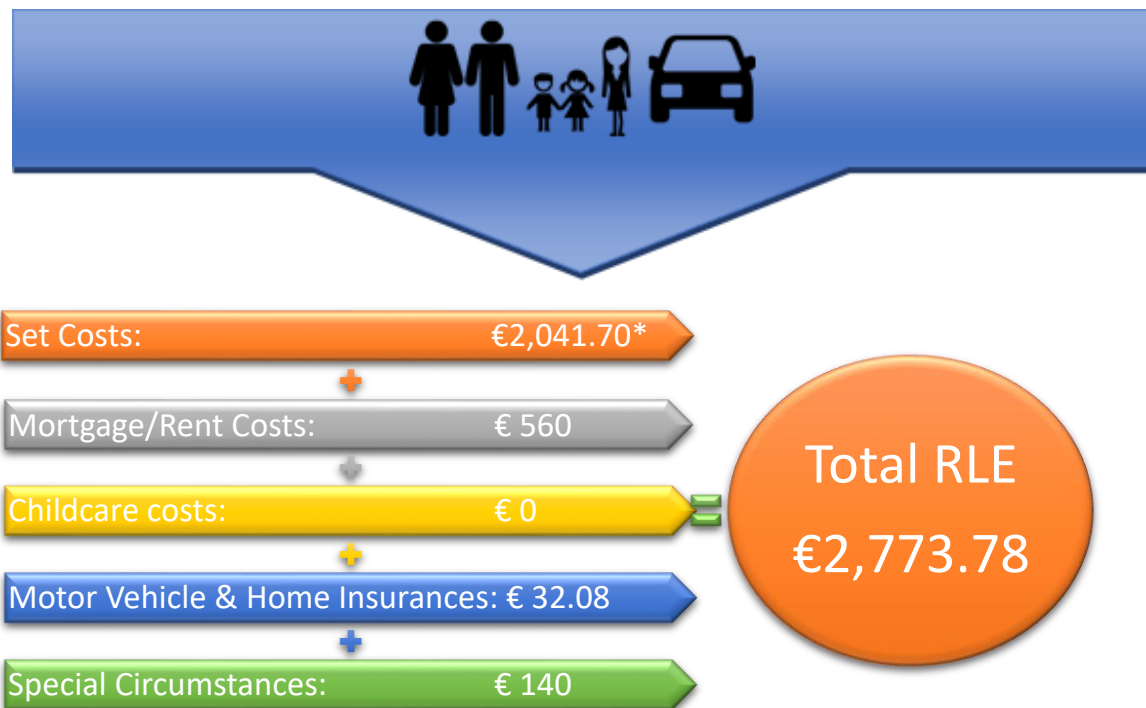 Set Costs: €2,041.70*
Mortgage/Rent Costs: € 560
Childcare costs: € 0
Motor Vehicle & Home Insurances: € 32.08
Special Circumstances: € 140
Total RLE
€2,773.78